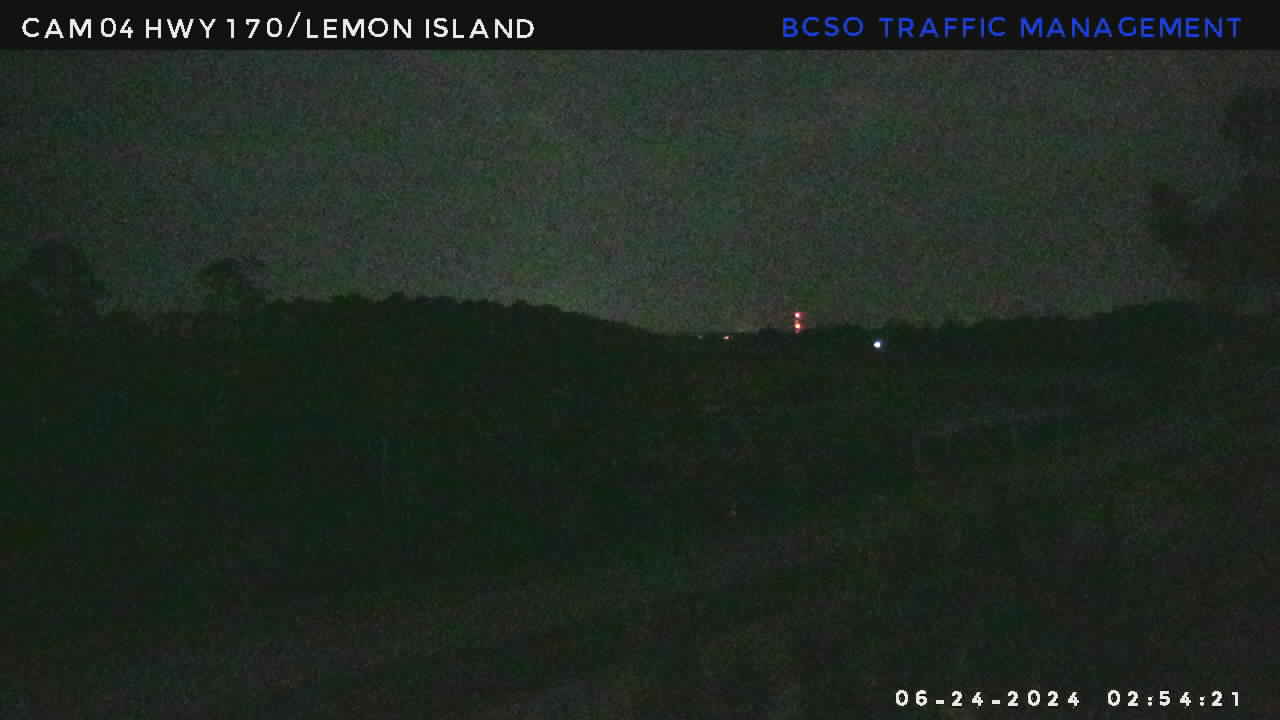 CAM04 HWY 170/LEMON ISLAND
BCSO TRAFFIC MANAGEMENT
06-24-2024 02:54:21